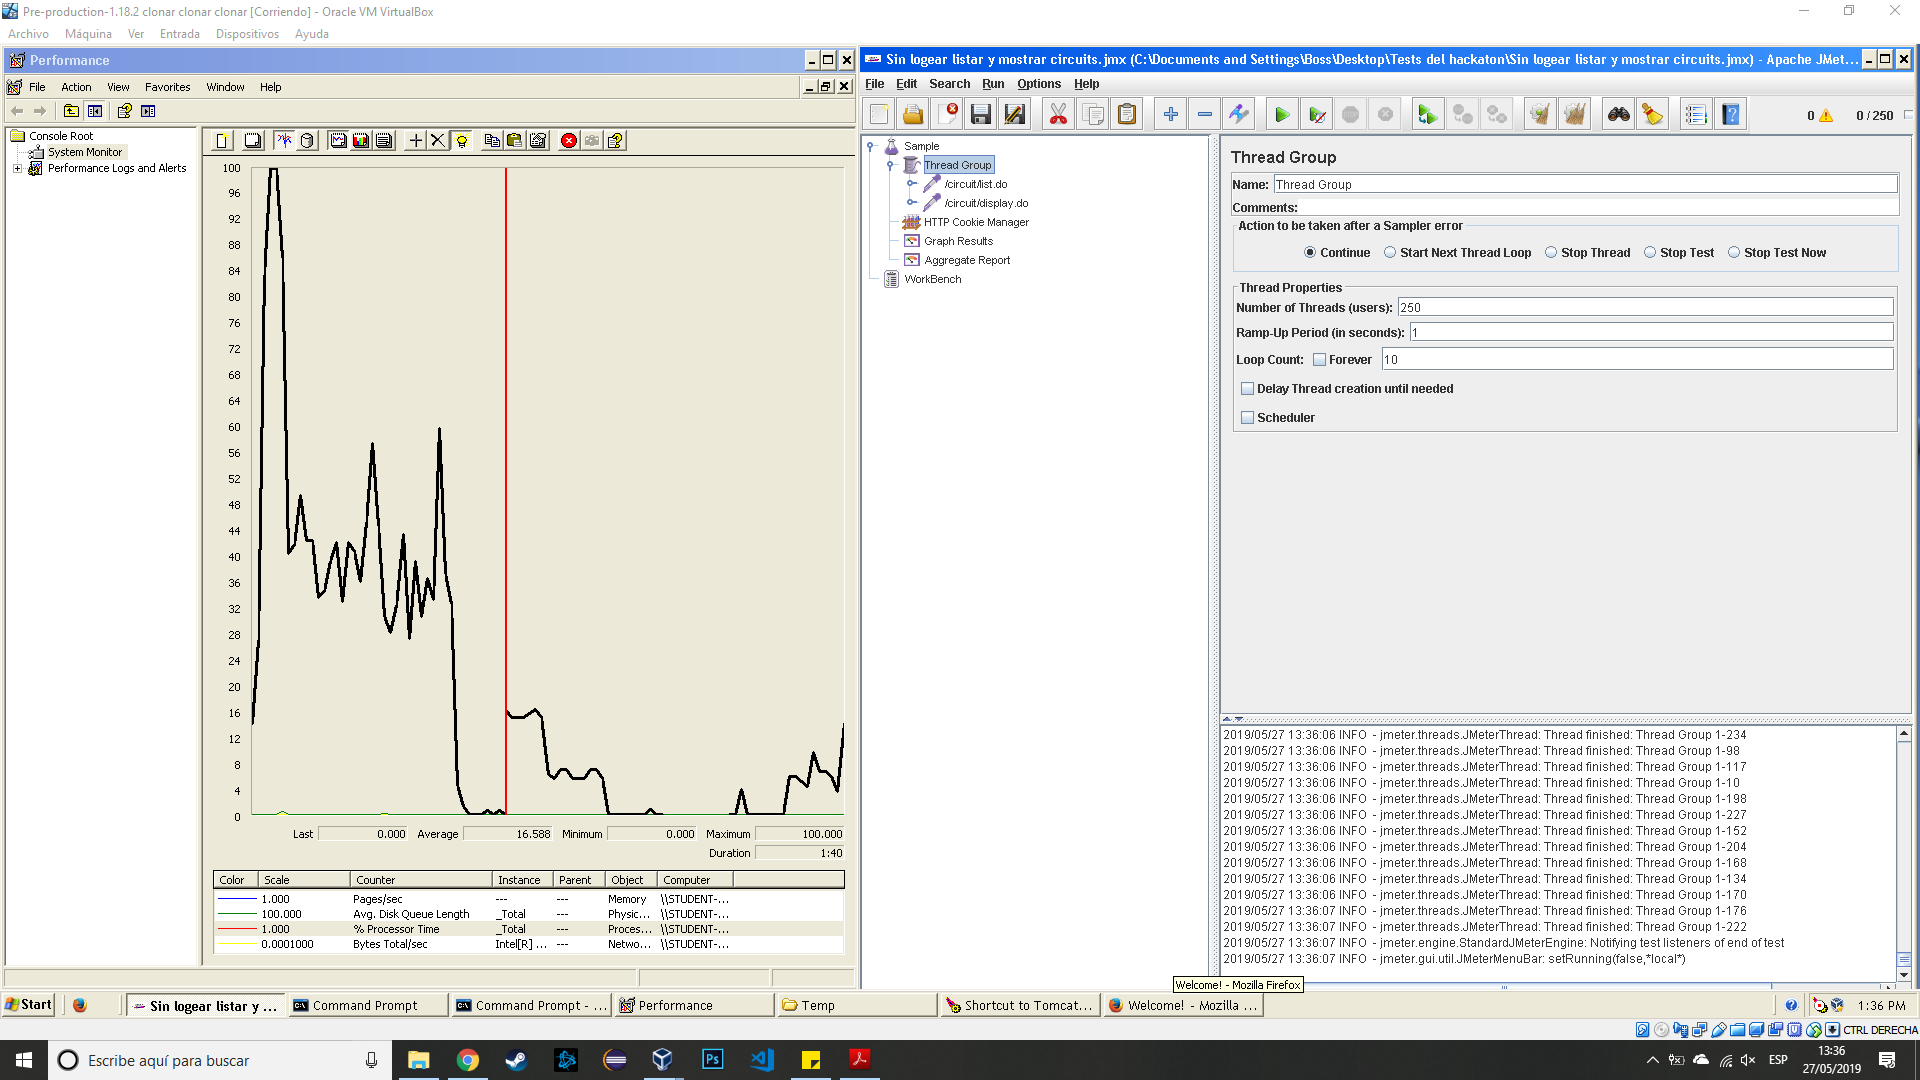 Pre-production-1.18.2 clonar clonar clonar [Corriendo] - Oracle VM VirtualBox
Archivo Máquina Ver Entrada Dispositivos Ayuda
Performance
File Action View Favorites Window Help
Console Root
System Monitor
Performance Logs and Alerts
100
96
92
88
84
80
76
72
68
64
60
56
52
48
44
40
36
32
28
24
20
16
12
8
4
0
Last 0.000 Average 16.588 Minimum 0.000 Maximum 100.000
Duration 1:40
Color Scale Counter Instance Parent Object Computer
1.000 Pages/sec --- --- Memory \\STUDENT-...
100.000 Avg. Disk Queue Length _Total --- Physic... \\STUDENT-...
1.000 % Processor Time _Total --- Proces... \\STUDENT-...
0.0001000 Bytes Total/sec Intel[R] ... --- Netwo... \\STUDENT-...
Sin logear listar y mostrar circuits.jmx (C:\Documents and Settings\Boss\Desktop\Tests del hackaton\Sin logear listar y mostrar circuits.jmx) - Apache JMet...
File Edit Search Run Options Help
0 0 / 250
Sample
Thread Group
/circuit/list.do
/circuit/display.do
HTTP Cookie Manager
Graph Results
Aggregate Report
WorkBench
Thread Group
Name: Thread Group
Comments:
Action to be taken after a Sampler error
Continue Start Next Thread Loop Stop Thread Stop Test Stop Test Now
Thread Properties
Number of Threads (users): 250
Ramp-Up Period (in seconds): 1
Loop Count: Forever 10
Delay Thread creation until needed
Scheduler
2019/05/27 13:36:06 INFO - jmeter.threads.JMeterThread: Thread finished: Thread Group 1-234
2019/05/27 13:36:06 INFO - jmeter.threads.JMeterThread: Thread finished: Thread Group 1-98
2019/05/27 13:36:06 INFO - jmeter.threads.JMeterThread: Thread finished: Thread Group 1-117
2019/05/27 13:36:06 INFO - jmeter.threads.JMeterThread: Thread finished: Thread Group 1-10
2019/05/27 13:36:06 INFO - jmeter.threads.JMeterThread: Thread finished: Thread Group 1-198
2019/05/27 13:36:06 INFO - jmeter.threads.JMeterThread: Thread finished: Thread Group 1-227
2019/05/27 13:36:06 INFO - jmeter.threads.JMeterThread: Thread finished: Thread Group 1-152
2019/05/27 13:36:06 INFO - jmeter.threads.JMeterThread: Thread finished: Thread Group 1-204
2019/05/27 13:36:06 INFO - jmeter.threads.JMeterThread: Thread finished: Thread Group 1-168
2019/05/27 13:36:06 INFO - jmeter.threads.JMeterThread: Thread finished: Thread Group 1-134
2019/05/27 13:36:06 INFO - jmeter.threads.JMeterThread: Thread finished: Thread Group 1-170
2019/05/27 13:36:07 INFO - jmeter.threads.JMeterThread: Thread finished: Thread Group 1-176
2019/05/27 13:36:07 INFO - jmeter.threads.JMeterThread: Thread finished: Thread Group 1-222
2019/05/27 13:36:07 INFO - jmeter.engine.StandardJMeterEngine: Notifying test listeners of end of test
2019/05/27 13:36:07 INFO - jmeter.gui.util.JMeterMenuBar: setRunning(false,*local*)
Welcome! - Mozilla Firefox
Start Sin logear listar y ... Command Prompt Command Prompt - ... Performance Temp Shortcut to Tomcat... Welcome! - Mozilla ... 1:36 PM
CTRL DERECHA
Escribe aquí para buscar
Ps
ESP
13:36
27/05/2019